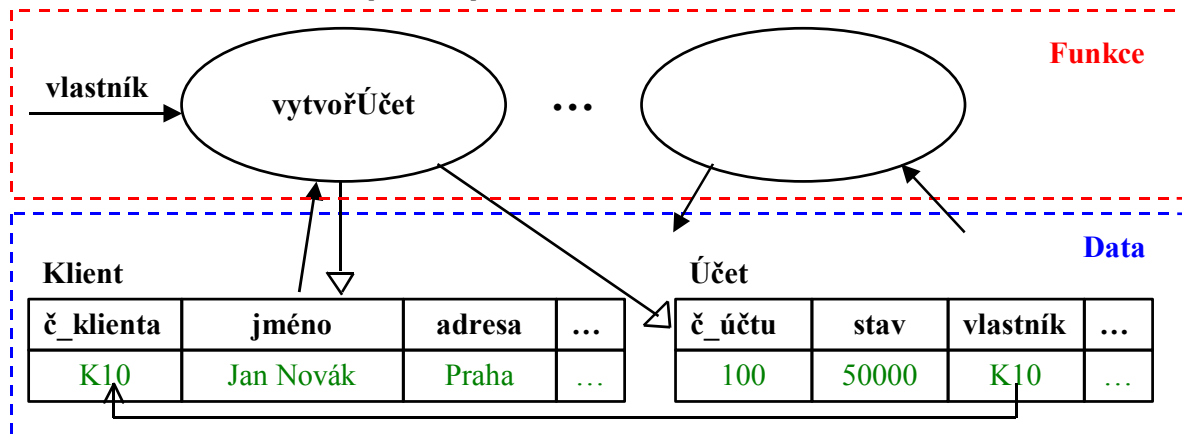 Funkce
vlastník
vytvořÚčet
...
Data
Klient
Účet
č_klienta jméno adresa ...
K10 Jan Novák Praha ...
č_účtu stav vlastník ...
100 50000 K10 ...